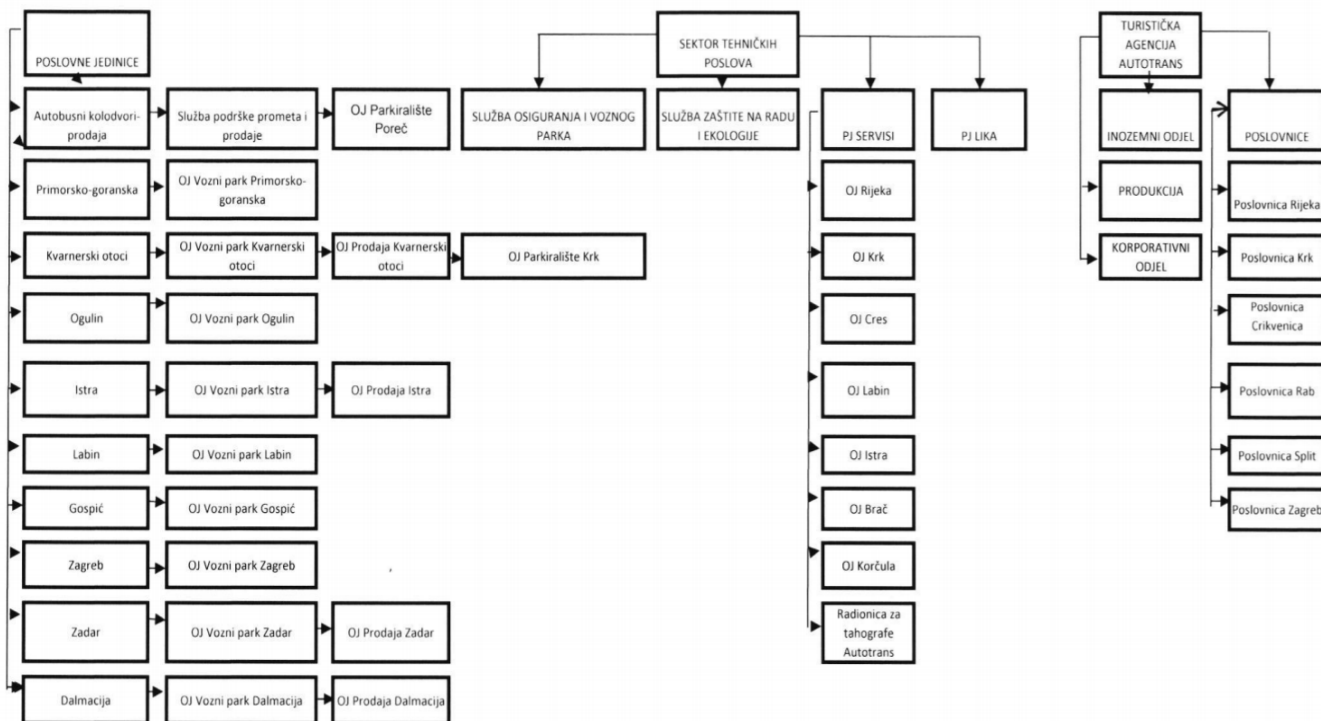 POSLOVNE JEDINICE
Autobusni kolodvori-
prodaja
Služba podrške prometa i
prodaje
OJ Parkiralište
Poreč
Primorsko-goranska
OJ Vozni park Primorsko-
goranska
Kvarnerski otoci
OJ Vozni park Kvarnerski
otoci
OJ Prodaja Kvarnerski
otoci
OJ Parkiralište Krk
Ogulin
OJ Vozni park Ogulin
Istra
OJ Vozni park Istra
OJ Prodaja Istra
Labin
OJ Vozni park Labin
Gospić
OJ Vozni park Gospić
Zagreb
OJ Vozni park Zagreb
Zadar
OJ Vozni park Zadar
OJ Prodaja Zadar
Dalmacija
OJ Vozni park Dalmacija
OJ Prodaja Dalmacija
SEKTOR TEHNIČKIH
POSLOVA
SLUŽBA OSIGURANJA I VOZNOG
PARKA
SLUŽBA ZAŠTITE NA RADU
I EKOLOGIJE
PJ SERVISI
PJ LIKA
OJ Rijeka
OJ Krk
OJ Cres
OJ Labin
OJ Istra
OJ Brač
OJ Korčula
Radionica za
tahografe
Autotrans
TURISTIČKA
AGENCIJA
AUTOTRANS
INOZEMNI ODJEL
POSLOVNICE
PRODUKCIJA
KORPORATIVNI
ODJEL
Poslovnica Rijeka
Poslovnica Krk
Poslovnica
Crikvenica
Poslovnica Rab
Poslovnica Split
Poslovnica Zagreb